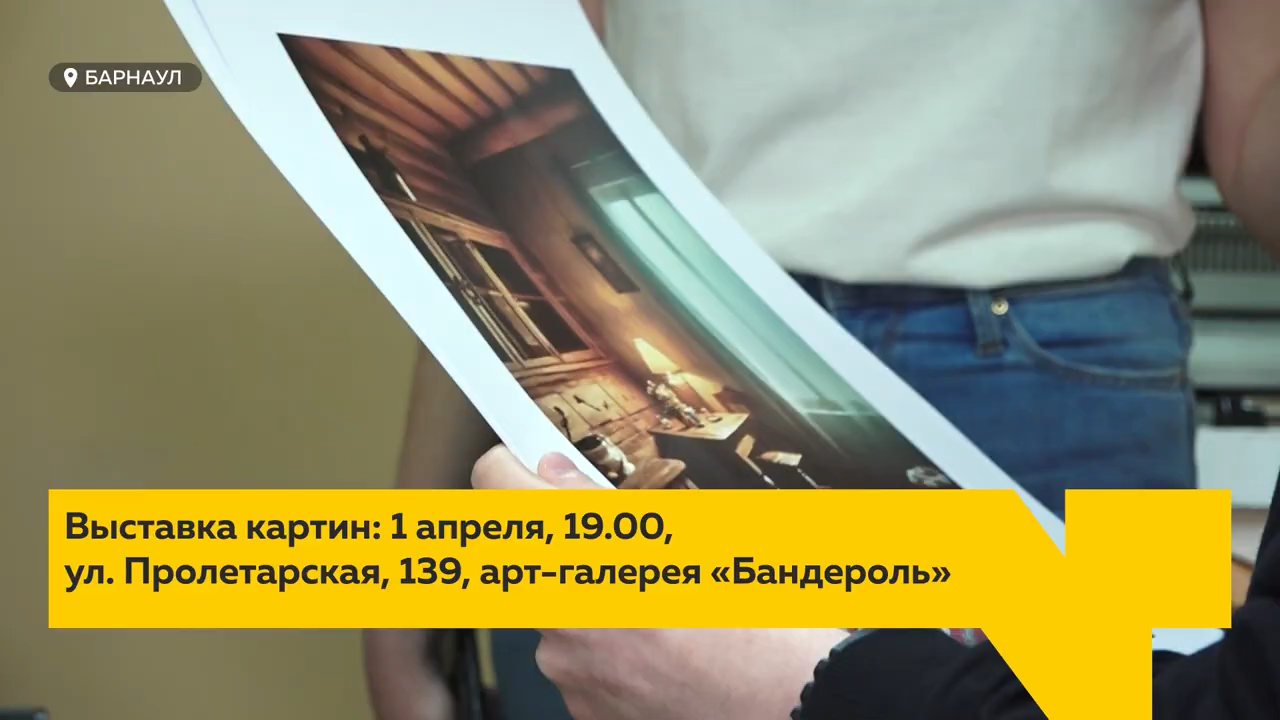 БАРНАУЛ
Выставка картин: 1 апреля, 19.00,
ул. Пролетарская, 139, арт-галерея «Бандероль»